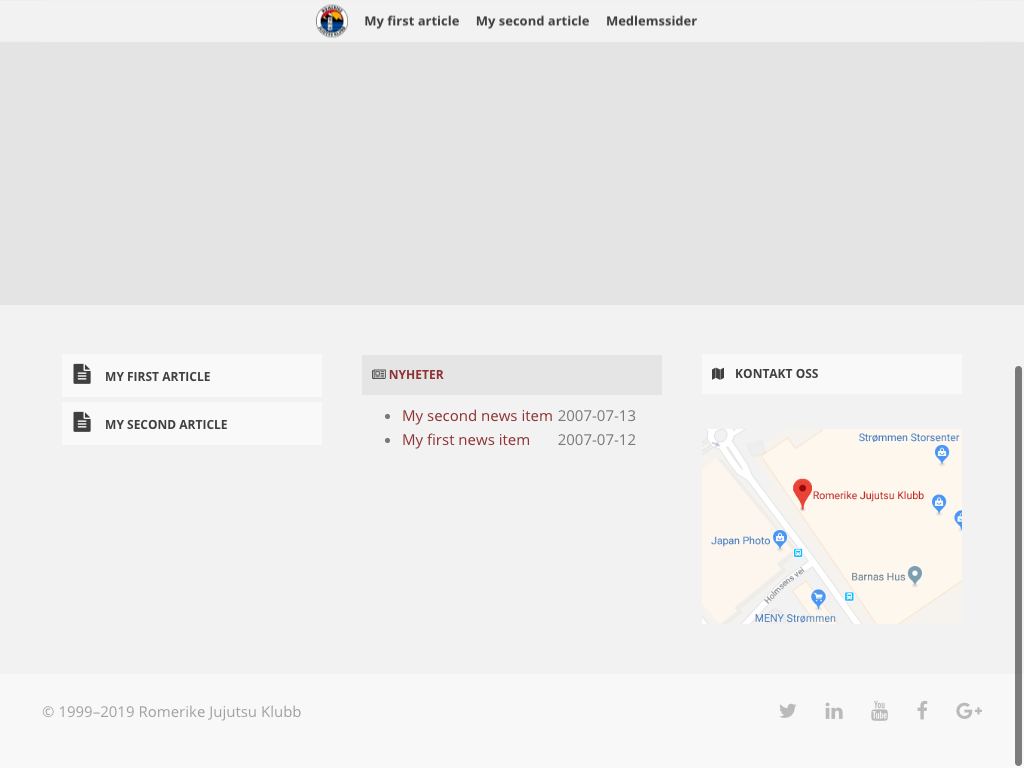 My first article My second article Medlemssider
MY FIRST ARTICLE
MY SECOND ARTICLE
NYHETER
My second news item 2007-07-13
My first news item 2007-07-12
KONTAKT OSS
Strømmen Storsenter
Romerike Jujutsu Klubb
Japan Photo
Barnas Hus
Holmsens vei
MENY Strømmen
© 1999–2019 Romerike Jujutsu Klubb
You
Tube
G+